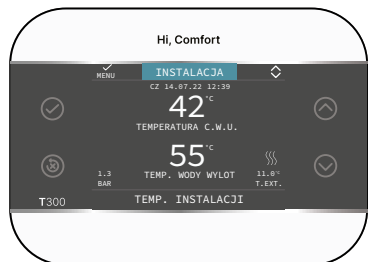 Hi, Comfort
MENU
INSTALACJA
CZ 14.07.22 12:39
42°C
TEMPERATURA C.W.U.
55°C
1.3
BAR
TEMP. WODY WYLOT
11.0°C
T.EXT.
T300
TEMP. INSTALACJI